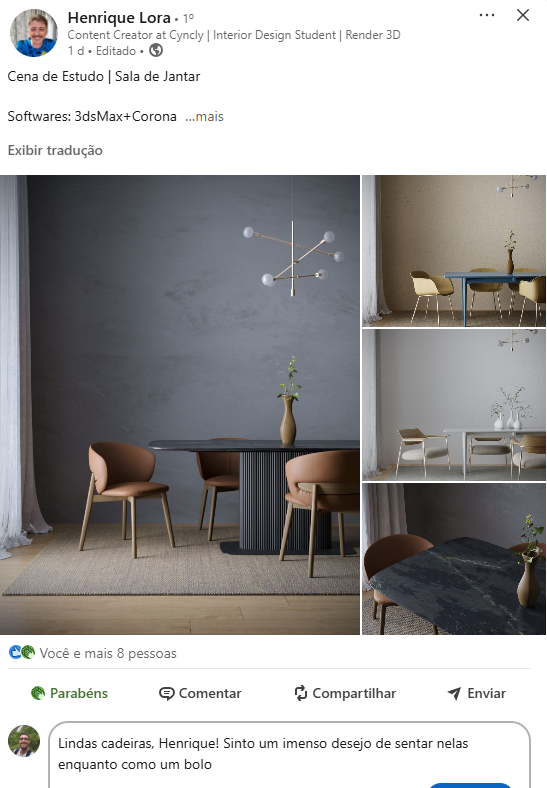 Henrique Lora • 1º
Content Creator at Cyncly | Interior Design Student | Render 3D
1 d • Editado •
Cena de Estudo | Sala de Jantar
Softwares: 3dsMax+Corona ...mais
Exibir tradução
Você e mais 8 pessoas
Parabéns
Comentar
Compartilhar
Enviar
Lindas cadeiras, Henrique! Sinto um imenso desejo de sentar nelas
enquanto como um bolo